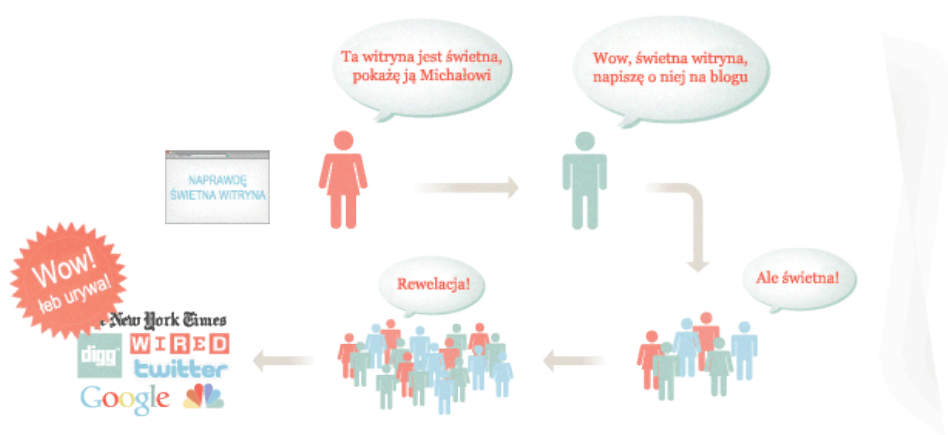 Ta witryna jest świetna,
pokażę ją Michałowi
Wow, świetna witryna,
napiszę o niej na blogu
NAPRAWDĘ
ŚWIETNA WITRYNA
Ale świetna!
Rewelacja!
Wow!
łeb urywa!
New York Times
digg
WIRED
twitter
Google